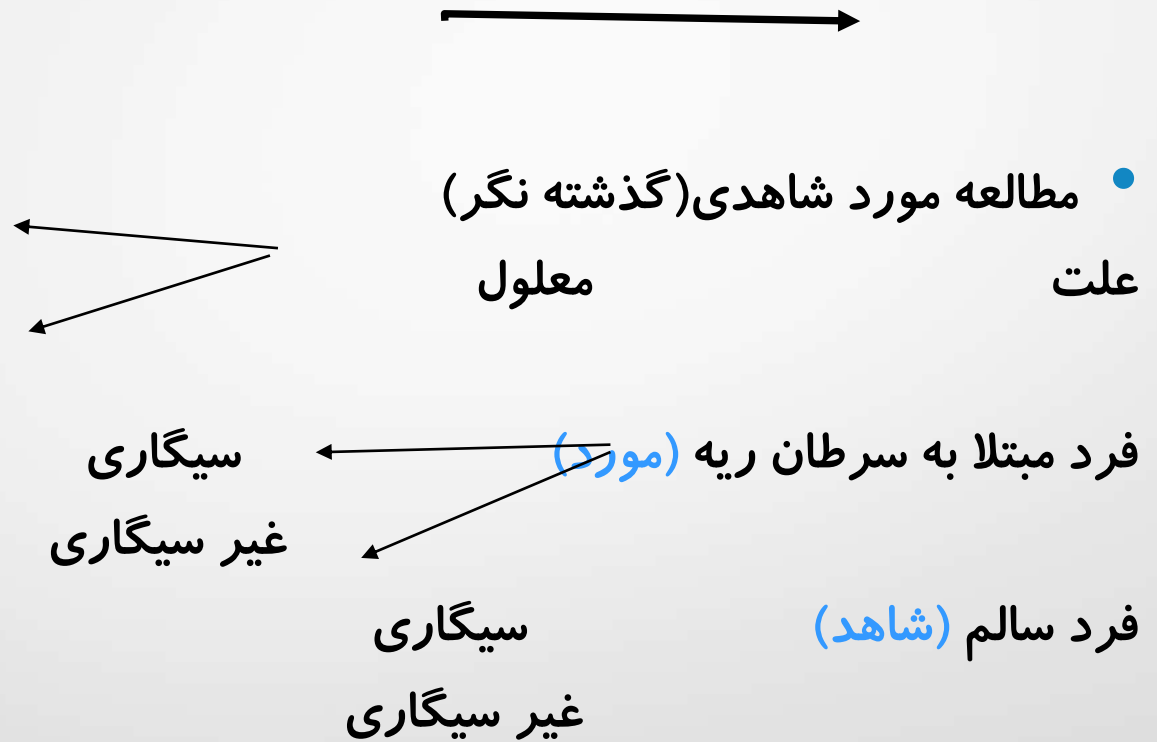 • مطالعه مورد شاهدی(گذشته نگر)
علت معلول
فرد مبتلا به سرطان ریه (مورد) سیگاری
غیر سیگاری
فرد سالم (شاهد) سیگاری
غیر سیگاری